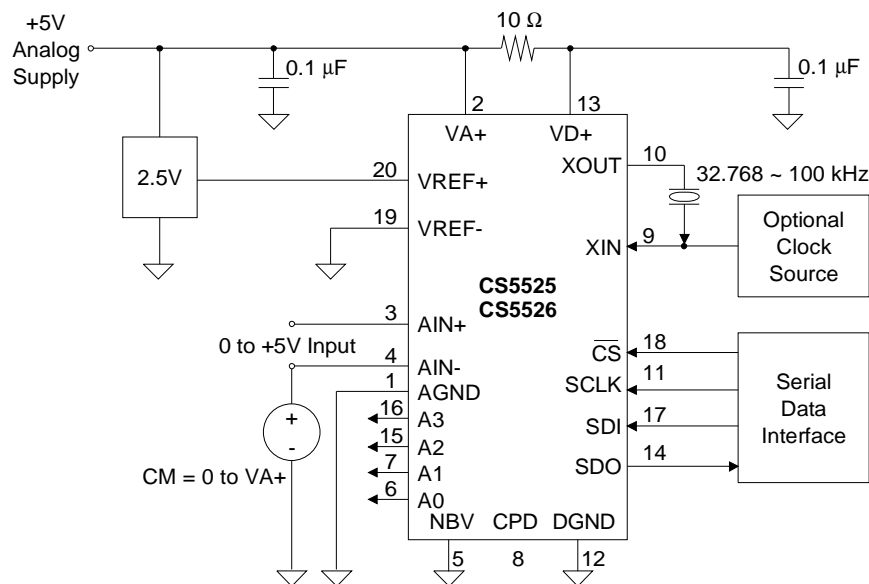 +5V
Analog
Supply
10 Ω
0.1 µF
0.1 µF
2
13
VA+
VD+
2.5V
20
VREF+
19
VREF-
XOUT
10
32.768 ~ 100 kHz
XIN
9
Optional
Clock
Source
CS5525
CS5526
3
AIN+
0 to +5V Input
4
AIN-
1
AGND
16
A3
15
A2
7
A1
6
A0
+
-
CM = 0 to VA+
CS
18
SCLK
11
SDI
17
SDO
14
Serial
Data
Interface
NBV
CPD
DGND
5
8
12